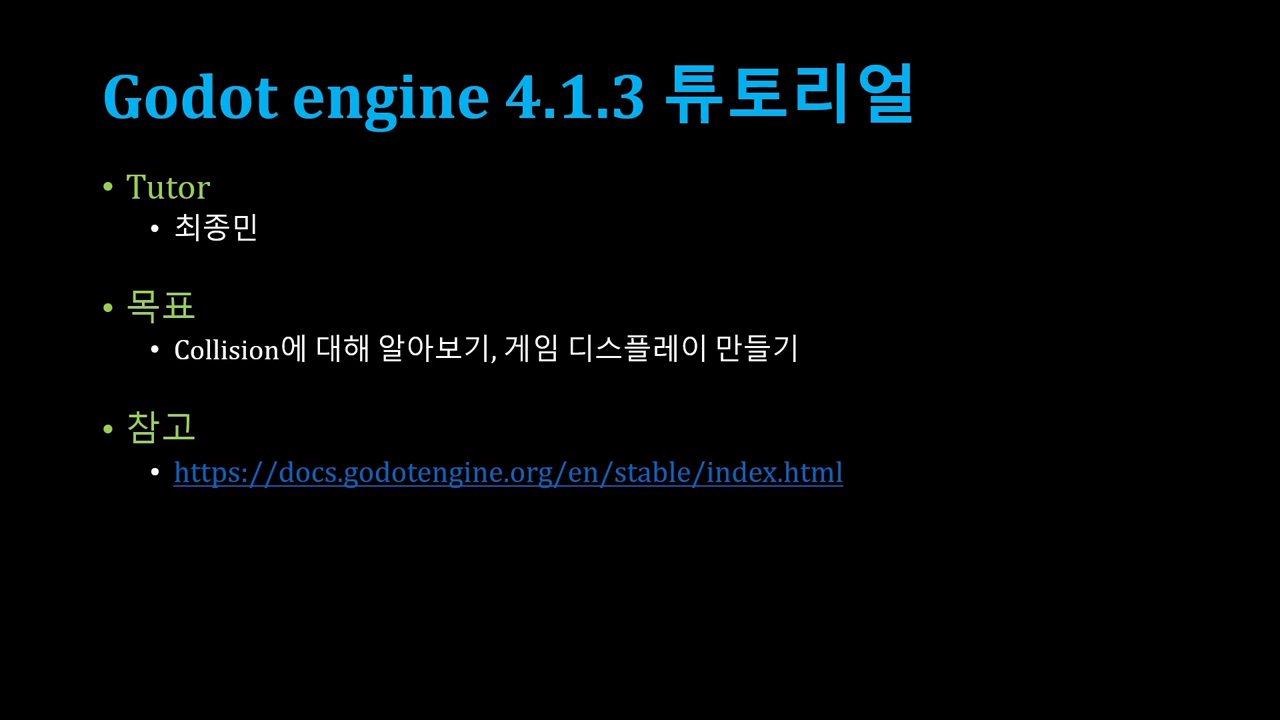 Godot engine 4.1.3 튜토리얼
• Tutor
• 최종민
• 목표
• Collision에 대해 알아보기, 게임 디스플레이 만들기
• 참고
• https://docs.godotengine.org/en/stable/index.html